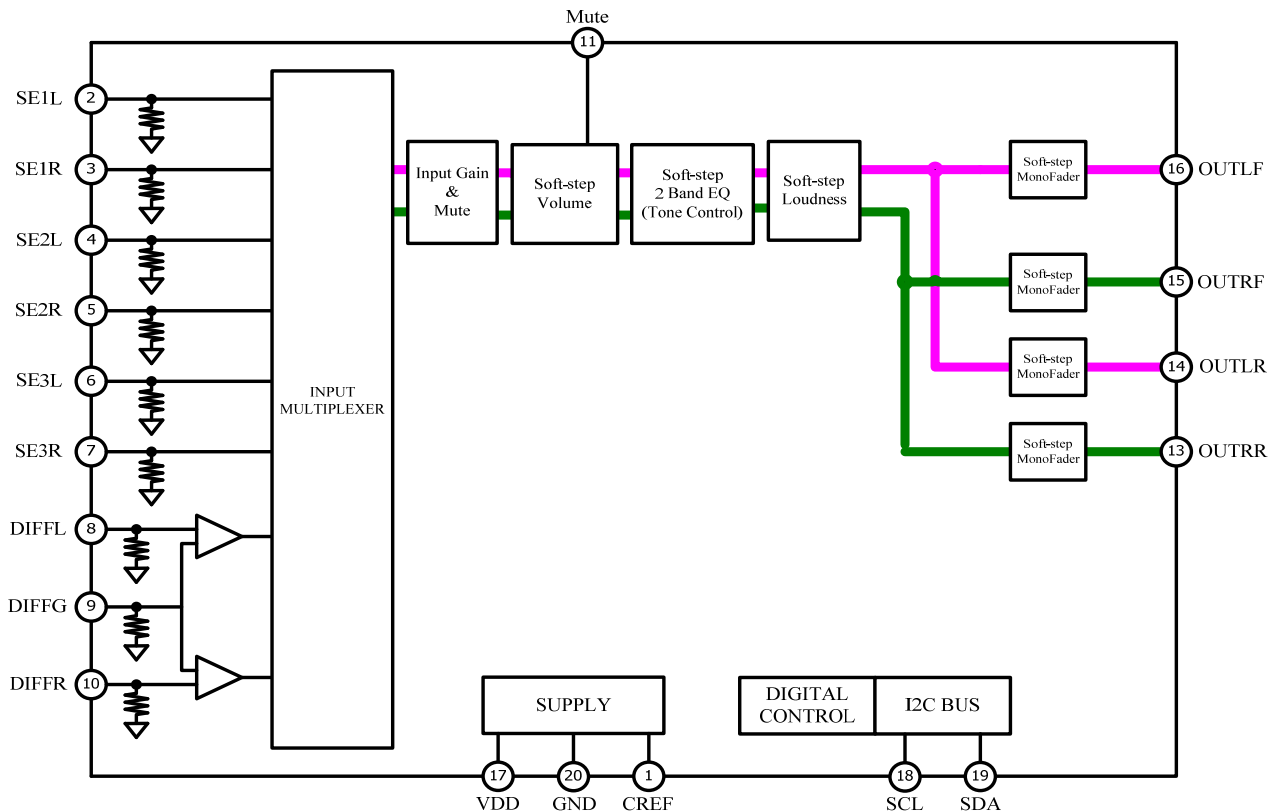 Mute
11
SE1L 2
SE1R 3
SE2L 4
SE2R 5
SE3L 6
SE3R 7
DIFFL 8
DIFFG 9
DIFFR 10
INPUT
MULTIPLEXER
Input Gain
&
Mute
Soft-step
Volume
Soft-step
2 Band EQ
(Tone Control)
Soft-step
Loudness
Soft-step
MonoFader
16 OUTLF
Soft-step
MonoFader
15 OUTRF
Soft-step
MonoFader
14 OUTLR
Soft-step
MonoFader
13 OUTRR
SUPPLY
DIGITAL
CONTROL
I2C BUS
17 20 1 18 19
VDD GND CREF SCL SDA